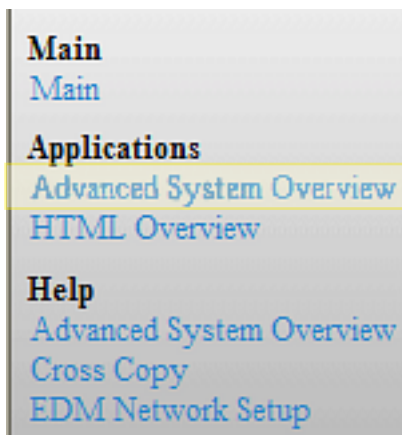 Main
Main
Applications
Advanced System Overview
HTML Overview
Help
Advanced System Overview
Cross Copy
EDM Network Setup